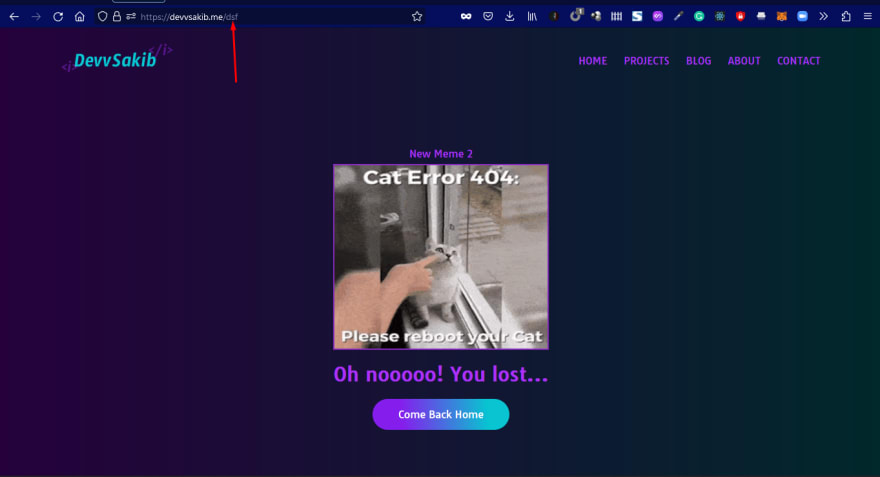 https://devvsakib.me/dsf
1
<i>
DevvSakib
</i>
HOME PROJECTS BLOG ABOUT CONTACT
New Meme 2
Cat Error 404:
Please reboot your Cat
Oh nooooo! You lost...
Come Back Home